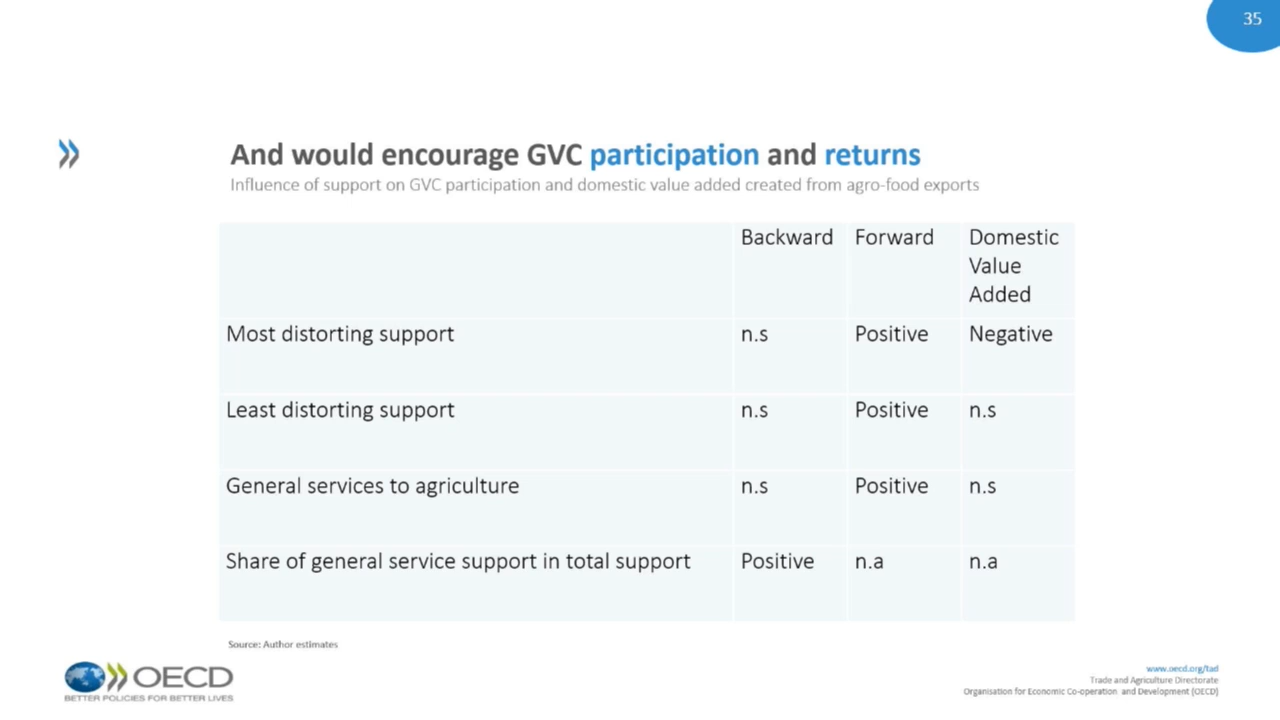 35
And would encourage GVC participation and returns
Influence of support on GVC participation and domestic value added created from agro-food exports
Backward Forward Domestic
Value
Added
Most distorting support n.s Positive Negative
Least distorting support n.s Positive n.s
General services to agriculture n.s Positive n.s
Share of general service support in total support Positive n.a n.a
Source: Author estimates
OECD
BETTER POLICIES FOR BETTER LIVES
www.oecd.org/tad
Trade and Agriculture Directorate
Organisation for Economic Co-operation and Development (OECD)